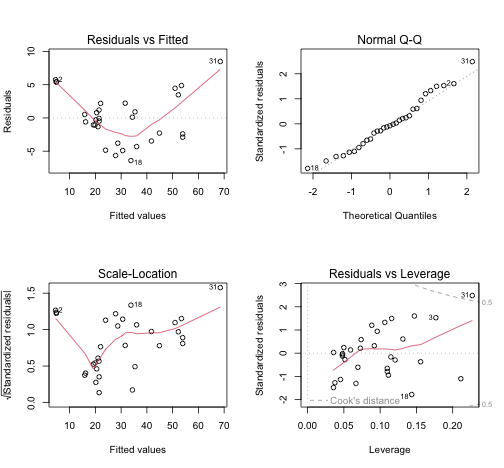 Residuals vs Fitted
Residuals
10
5
0
-5
2
31
18
10 20 30 40 50 60 70
Fitted values
Normal Q-Q
Standardized residuals
2
1
0
-1
31
2
18
-2 -1 0 1 2
Theoretical Quantiles
Scale-Location
√|Standardized residuals|
1.5
1.0
0.5
0.0
2
18
31
10 20 30 40 50 60 70
Fitted values
Residuals vs Leverage
Standardized residuals
3
2
1
0
-1
-2
31
3
18
0.5
0.5
Cook's distance
0.00 0.05 0.10 0.15 0.20
Leverage